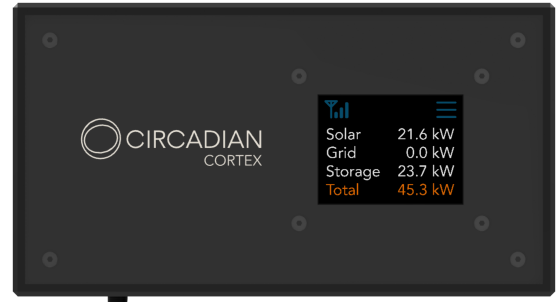 CIRCADIAN
CORTEX
Solar 21.6 kW
Grid 0.0 kW
Storage 23.7 kW
Total 45.3 kW